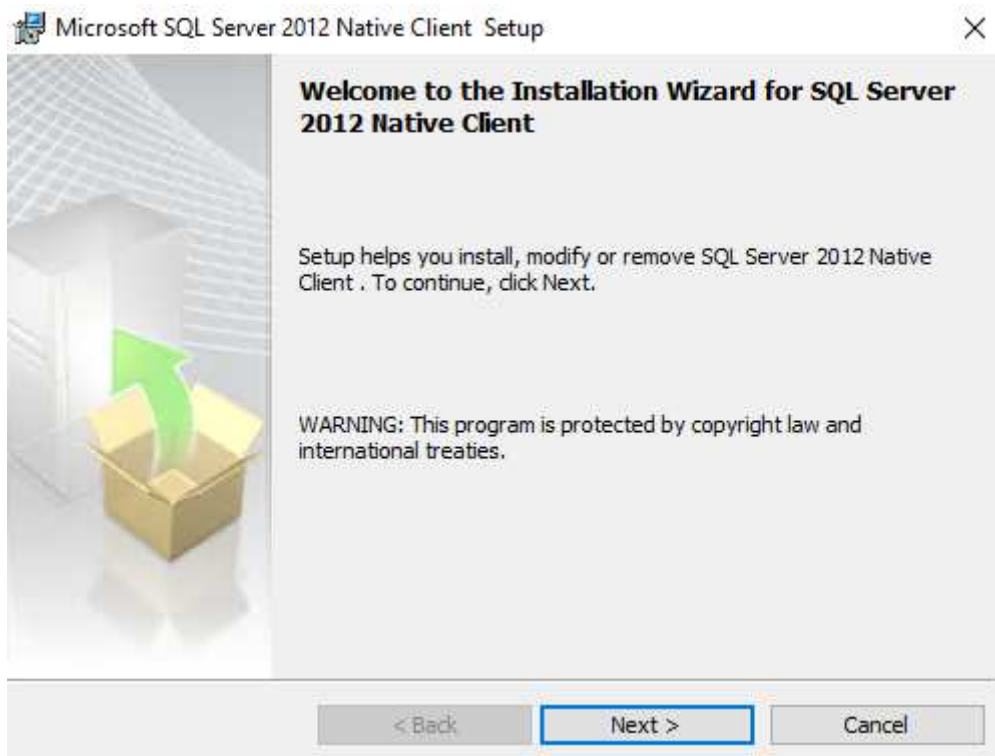 Microsoft SQL Server 2012 Native Client  Setup
Welcome to the Installation Wizard for SQL Server
2012 Native Client
Setup helps you install, modify or remove SQL Server 2012 Native
Client . To continue, click Next.
WARNING: This program is protected by copyright law and
international treaties.
< Back
Next >
Cancel